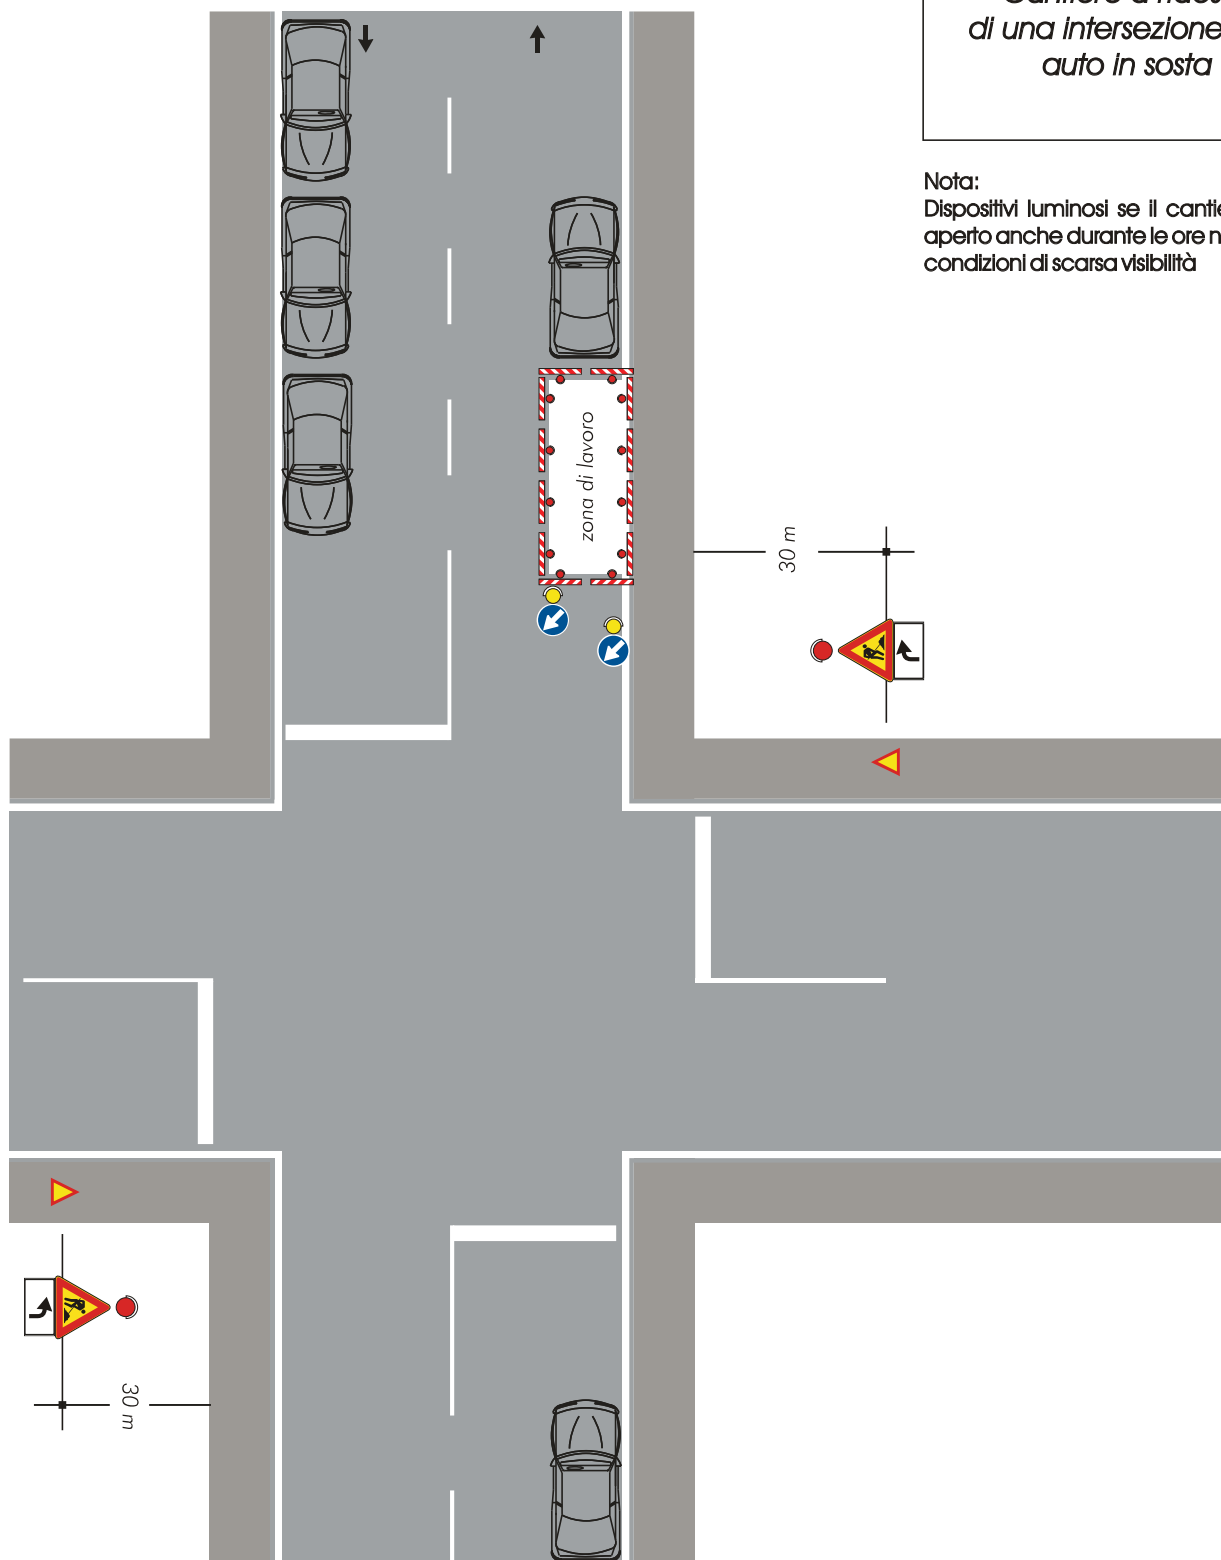 di una intersezione
auto in sosta
Nota:
Dispositivi luminosi se il
aperto anche durante le ore
condizioni di scarsa visibilità
zona di lavoro
30 m
30 m